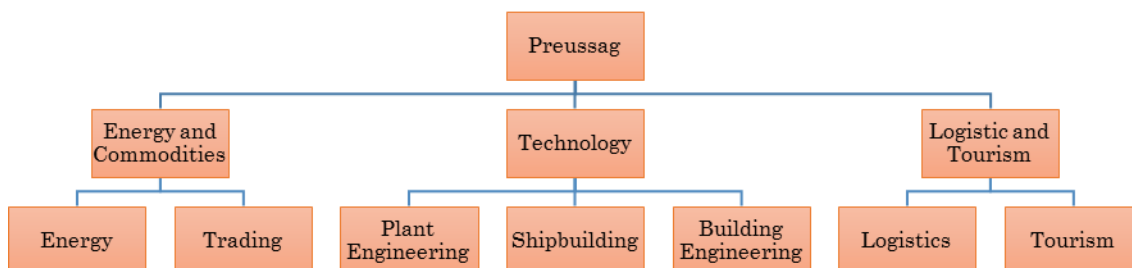 Preussag
Energy and
Commodities
Technology
Logistic and
Tourism
Energy
Trading
Plant
Engineering
Shipbuilding
Building
Engineering
Logistics
Tourism